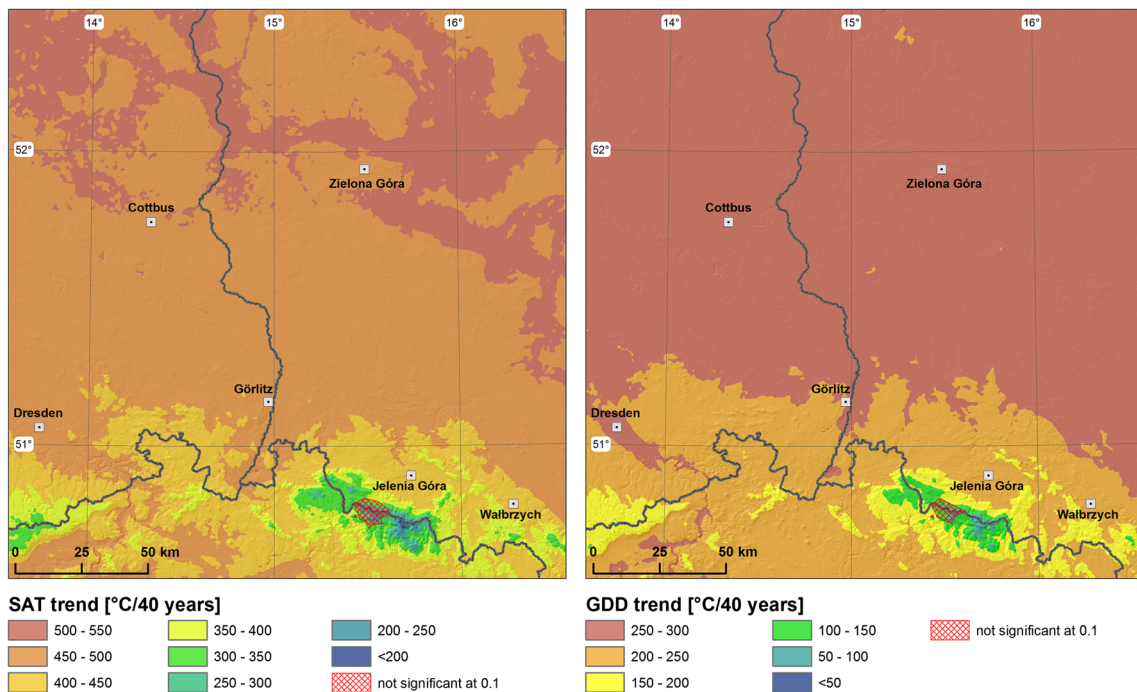 14° 15° 16°
52°
Zielona Góra
Cottbus
Görlitz
Dresden
51°
Jelenia Góra
Wałbrzych
0 25 50 km
SAT trend [°C/40 years]
500 - 550
450 - 500
400 - 450
350 - 400
300 - 350
250 - 300
200 - 250
<200
not significant at 0.1
14° 15° 16°
52°
Zielona Góra
Cottbus
Görlitz
Dresden
51°
Jelenia Góra
Wałbrzych
0 25 50 km
GDD trend [°C/40 years]
250 - 300
200 - 250
150 - 200
100 - 150
50 - 100
<50
not significant at 0.1